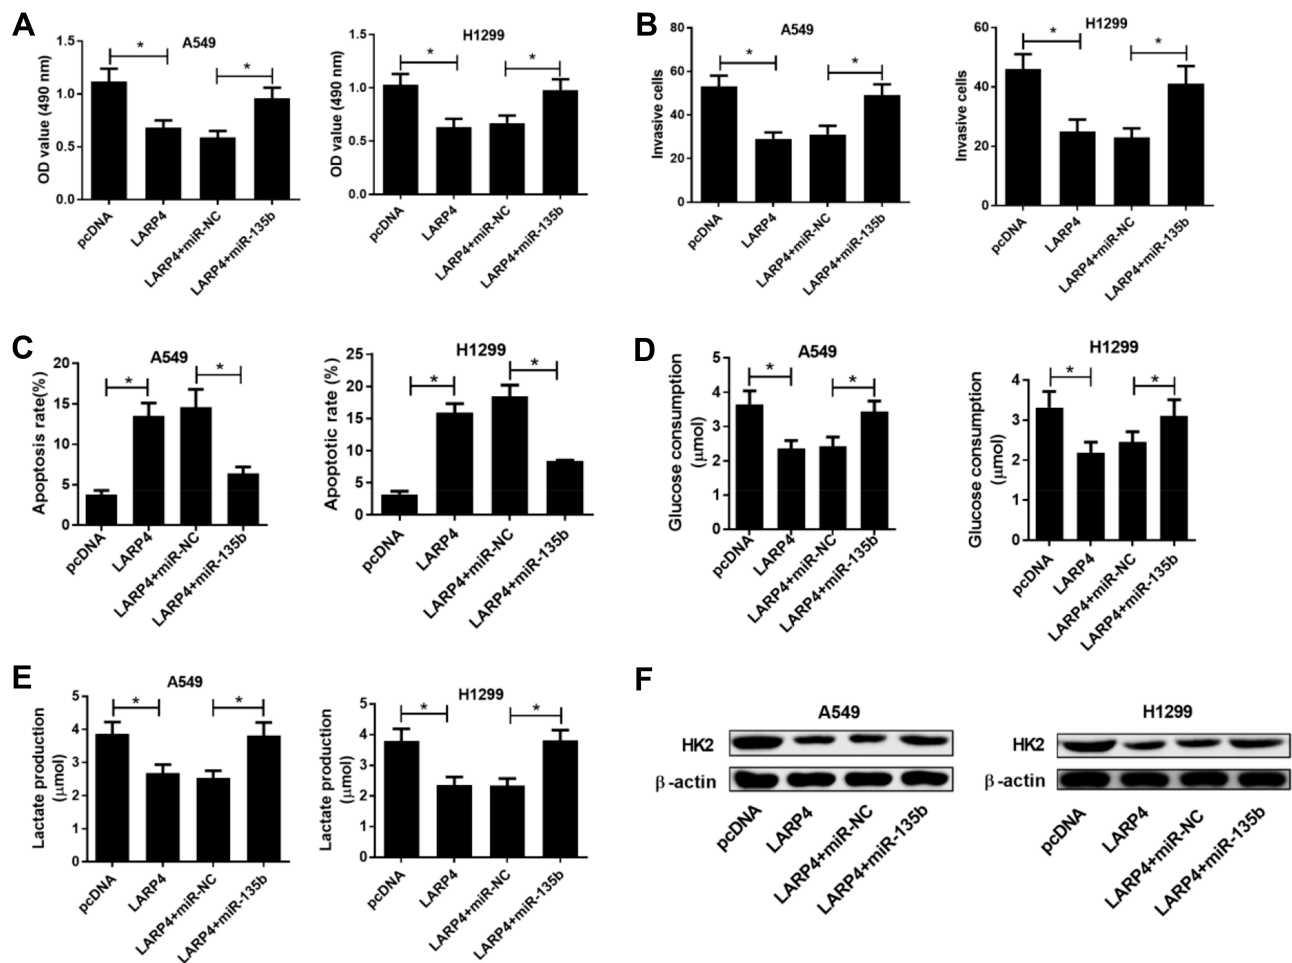 A
A549
*
*
OD value (490 nm)
1.5
1.0
0.5
0.0
pcDNA
LARP4
LARP4+miR-NC
LARP4+miR-135b
H1299
*
*
OD value (490 nm)
1.5
1.0
0.5
0.0
pcDNA
LARP4
LARP4+miR-NC
LARP4+miR-135b
B
A549
*
*
Invasive cells
80
60
40
20
0
pcDNA
LARP4
LARP4+miR-NC
LARP4+miR-135b
H1299
*
*
Invasive cells
60
40
20
0
pcDNA
LARP4
LARP4+miR-NC
LARP4+miR-135b
C
A549
*
*
Apoptosis rate(%)
20
15
10
5
0
pcDNA
LARP4
LARP4+miR-NC
LARP4+miR-135b
H1299
*
*
Apoptotic rate (%)
25
20
15
10
5
0
pcDNA
LARP4
LARP4+miR-NC
LARP4+miR-135b
D
A549
*
*
Glucose consumption
(μmol)
5
4
3
2
1
0
pcDNA
LARP4
LARP4+miR-NC
LARP4+miR-135b
H1299
*
*
Glucose consumption
(μmol)
4
3
2
1
0
pcDNA
LARP4
LARP4+miR-NC
LARP4+miR-135b
E
A549
*
*
Lactate production
(μmol)
5
4
3
2
1
0
pcDNA
LARP4
LARP4+miR-NC
LARP4+miR-135b
H1299
*
*
Lactate production
(μmol)
5
4
3
2
1
0
pcDNA
LARP4
LARP4+miR-NC
LARP4+miR-135b
F
A549
HK2
β-actin
pcDNA
LARP4
LARP4+miR-NC
LARP4+miR-135b
H1299
HK2
β-actin
pcDNA
LARP4
LARP4+miR-NC
LARP4+miR-135b